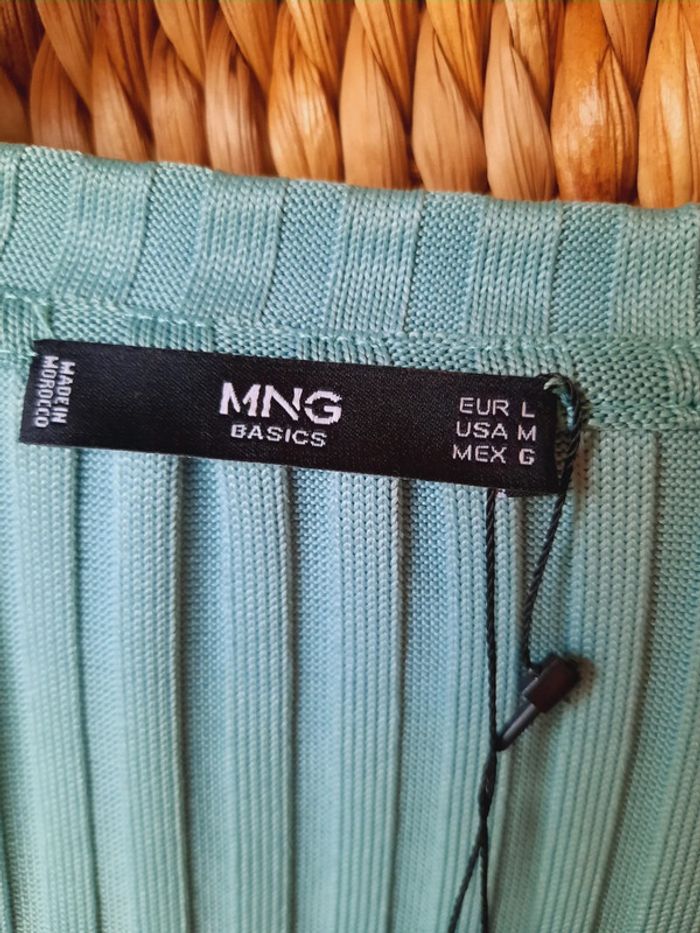 MADE IN
MOROCCO
MNG
BASICS
EUR L
USA M
MEX G